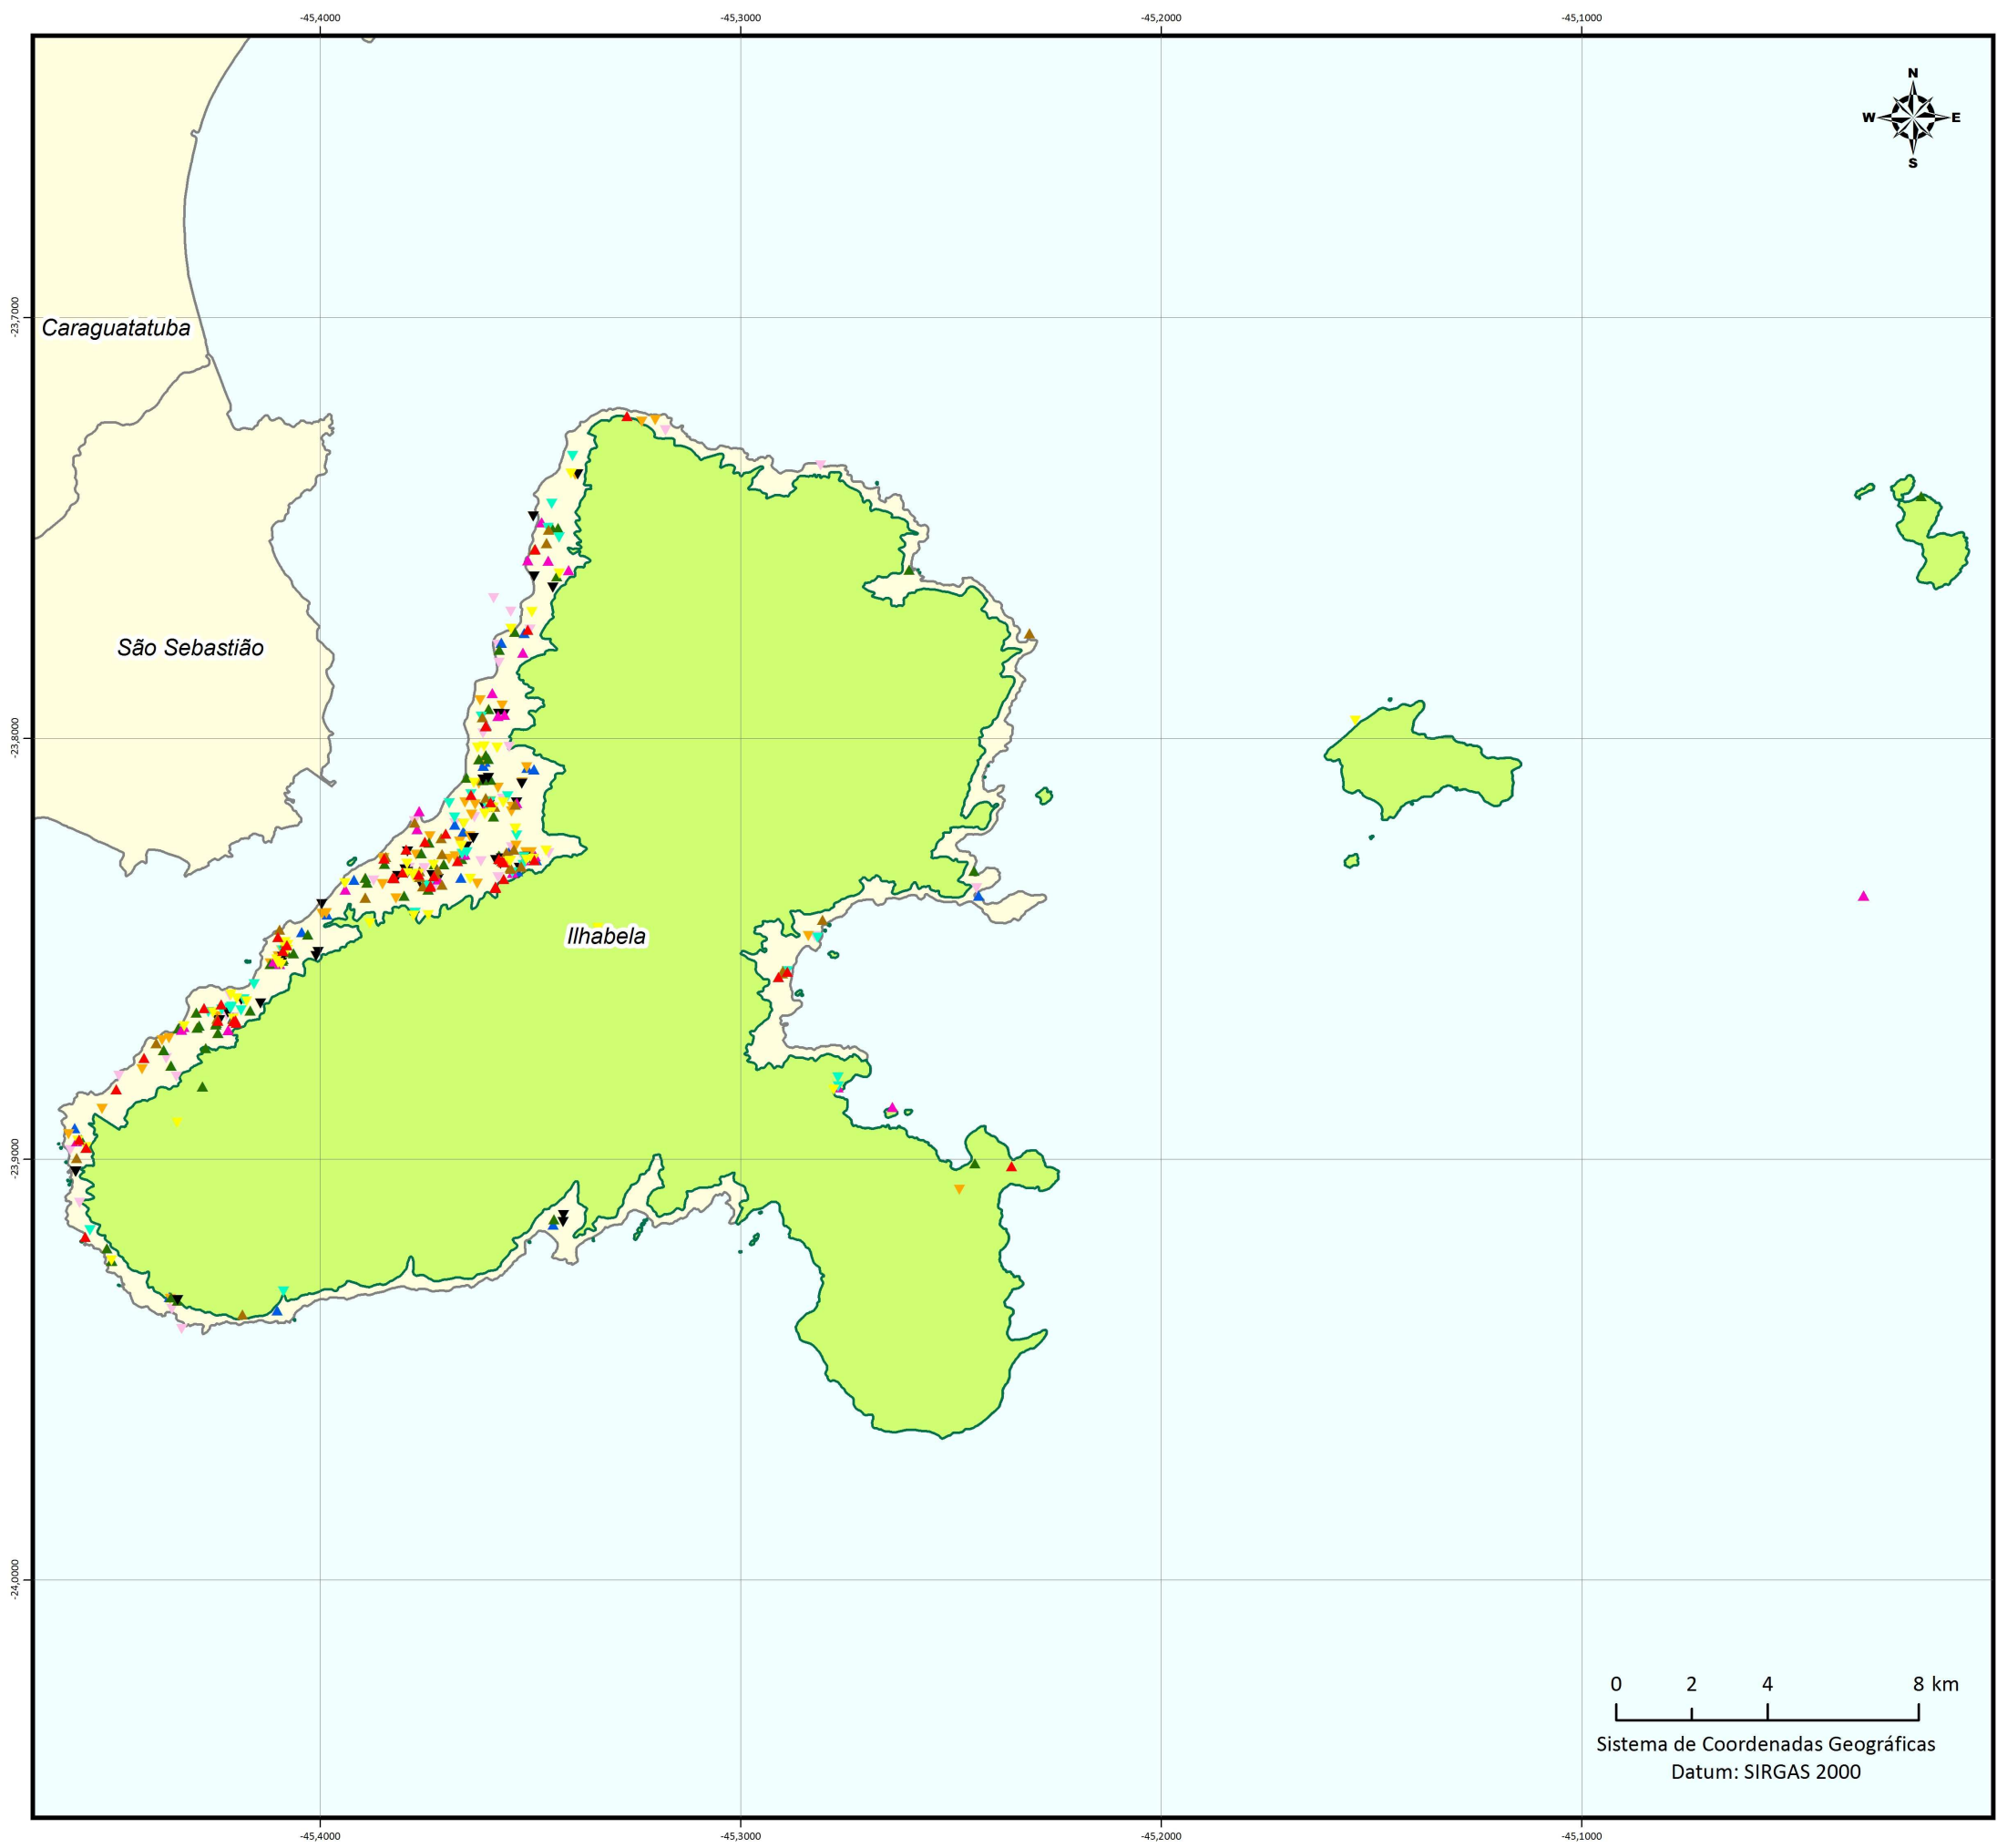 -45,4000 -45,3000 -45,2000 -45,1000
N
W E
S
-23,7000
Caraguatatuba
São Sebastião
-23,8000
Ilhabela
-23,9000
-24,0000
0 2 4 8 km
Sistema de Coordenadas Geográficas
Datum: SIRGAS 2000
-45,4000 -45,3000 -45,2000 -45,1000